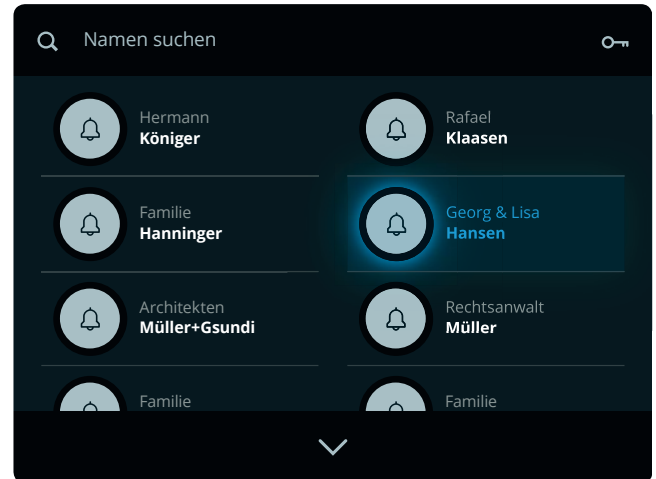 Namen suchen
Hermann
Königer
Rafael
Klaasen
Familie
Hanninger
Georg & Lisa
Hansen
Architekten
Müller+Gsundi
Rechtsanwalt
Müller
Familie
Familie